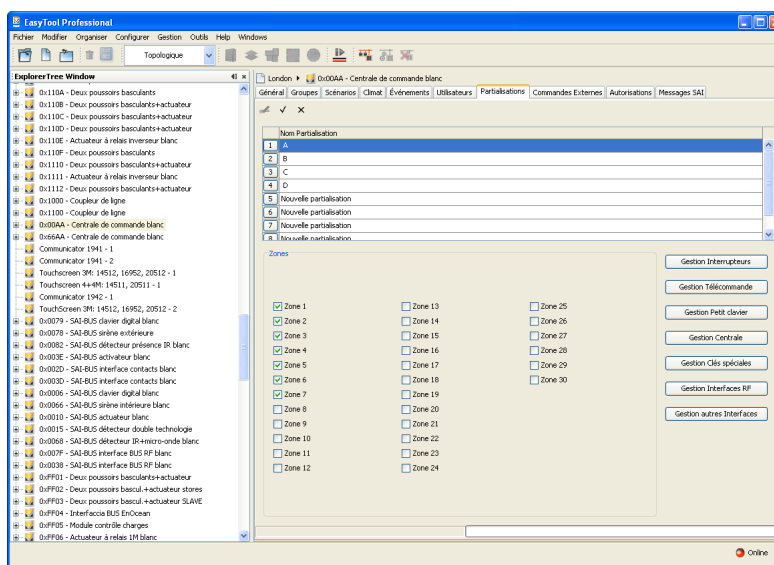 EasyTool Professional
Fichier Modifier Organiser Configurer Gestion Outils Help Windows
Topologique
ExplorerTree Window
London 0x00AA - Centrale de commande blanc
0x110A - Deux poussoirs basculants
0x110B - Deux poussoirs basculants+actuateur
0x110C - Deux poussoirs basculants+actuateur
0x110D - Deux poussoirs basculants+actuateur
0x110E - Actuateur à relais inverseur blanc
0x110F - Deux poussoirs basculants
0x1110 - Deux poussoirs basculants+actuateur
0x1111 - Actuateur à relais inverseur blanc
0x1112 - Deux poussoirs basculants+actuateur
0x1000 - Coupleur de ligne
0x1100 - Coupleur de ligne
0x00AA - Centrale de commande blanc
0x66AA - Centrale de commande blanc
Communicator 1941 - 1
Communicator 1941 - 2
Touchscreen 3M: 14512, 16952, 20512 - 1
Touchscreen 4+4M: 14511, 20511 - 1
Communicator 1942 - 1
TouchScreen 3M: 14512, 16952, 20512 - 2
0x0079 - SAI-BUS clavier digital blanc
0x0078 - SAI-BUS sirène extérieure
0x0082 - SAI-BUS détecteur présence IR blanc
0x003E - SAI-BUS activateur blanc
0x002D - SAI-BUS interface contacts blanc
0x003D - SAI-BUS interface contacts blanc
0x0006 - SAI-BUS clavier digital blanc
0x0066 - SAI-BUS sirène intérieure blanc
0x0010 - SAI-BUS actuateur blanc
0x0015 - SAI-BUS détecteur double technologie
0x0068 - SAI-BUS détecteur IR+micro-onde blanc
0x007F - SAI-BUS interface BUS RF blanc
0x0038 - SAI-BUS interface BUS RF blanc
0xFF01 - Deux poussoirs basculants+actuateur
0xFF02 - Deux poussoirs bascul.+actuateur stores
0xFF03 - Deux poussoirs bascul.+actuateur SLAVE
0xFF04 - Interfaccia BUS EnOcean
0xFF05 - Module contrôle charges
0xFF06 - Actuateur à relais 1M blanc
Général Groupes Scénarios Climat Événements Utilisateurs Partialisations Commandes Externes Autorisations Messages SAI
Nom Partialisation
1 A
2 B
3 C
4 D
5 Nouvelle partialisation
6 Nouvelle partialisation
7 Nouvelle partialisation
8 Nouvelle partialisation
Zones
Zone 1 Zone 13 Zone 25
Zone 2 Zone 14 Zone 26
Zone 3 Zone 15 Zone 27
Zone 4 Zone 16 Zone 28
Zone 5 Zone 17 Zone 29
Zone 6 Zone 18 Zone 30
Zone 7 Zone 19
Zone 8 Zone 20
Zone 9 Zone 21
Zone 10 Zone 22
Zone 11 Zone 23
Zone 12 Zone 24
Gestion Interrupteurs
Gestion Télécommande
Gestion Petit clavier
Gestion Centrale
Gestion Clés spéciales
Gestion Interfaces RF
Gestion autres Interfaces
Online